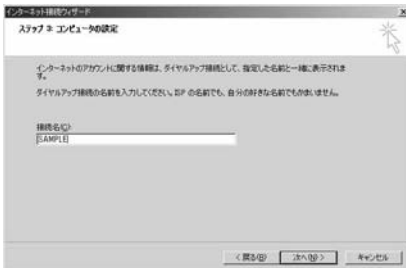 インターネット接続ウィザード
ステップ 3: コンピュータの設定
インターネットのアカウントに関する情報は、ダイヤルアップ接続として、指定した名前と一緒に表示されま
す。
ダイヤルアップ接続の名前を入力してください。ISP の名前でも、自分の好きな名前でもかまいません。
接続名(C):
SAMPLE
< 戻る(B)
次へ(N) >
キャンセル